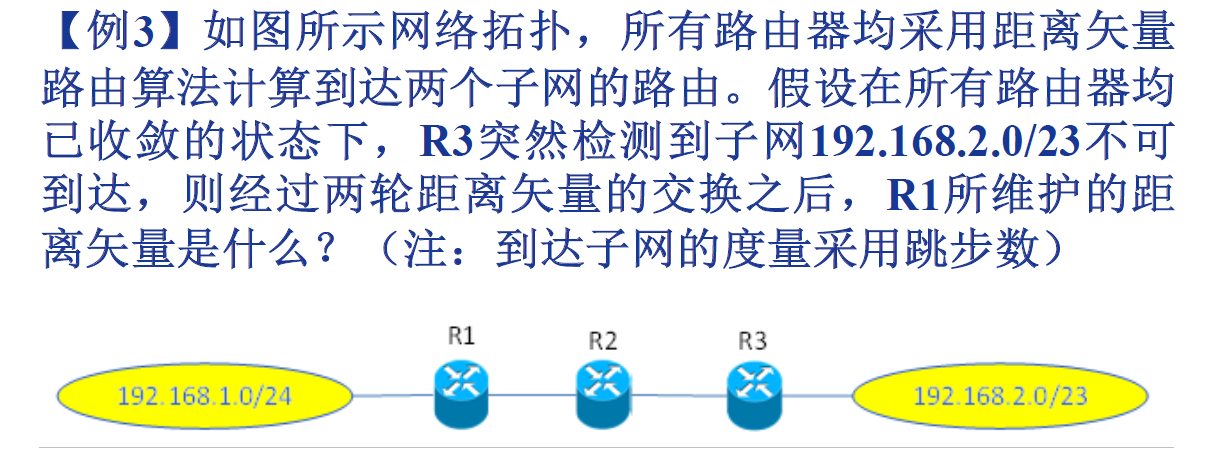 【例3】如图所示网络拓扑，所有路由器均采用距离矢量
路由算法计算到达两个子网的路由。假设在所有路由器均
已收敛的状态下，R3突然检测到子网192.168.2.0/23不可
到达，则经过两轮距离矢量的交换之后，R1所维护的距
离矢量是什么？（注：到达子网的度量采用跳步数）
R1
R2
R3
192.168.1.0/24
192.168.2.0/23